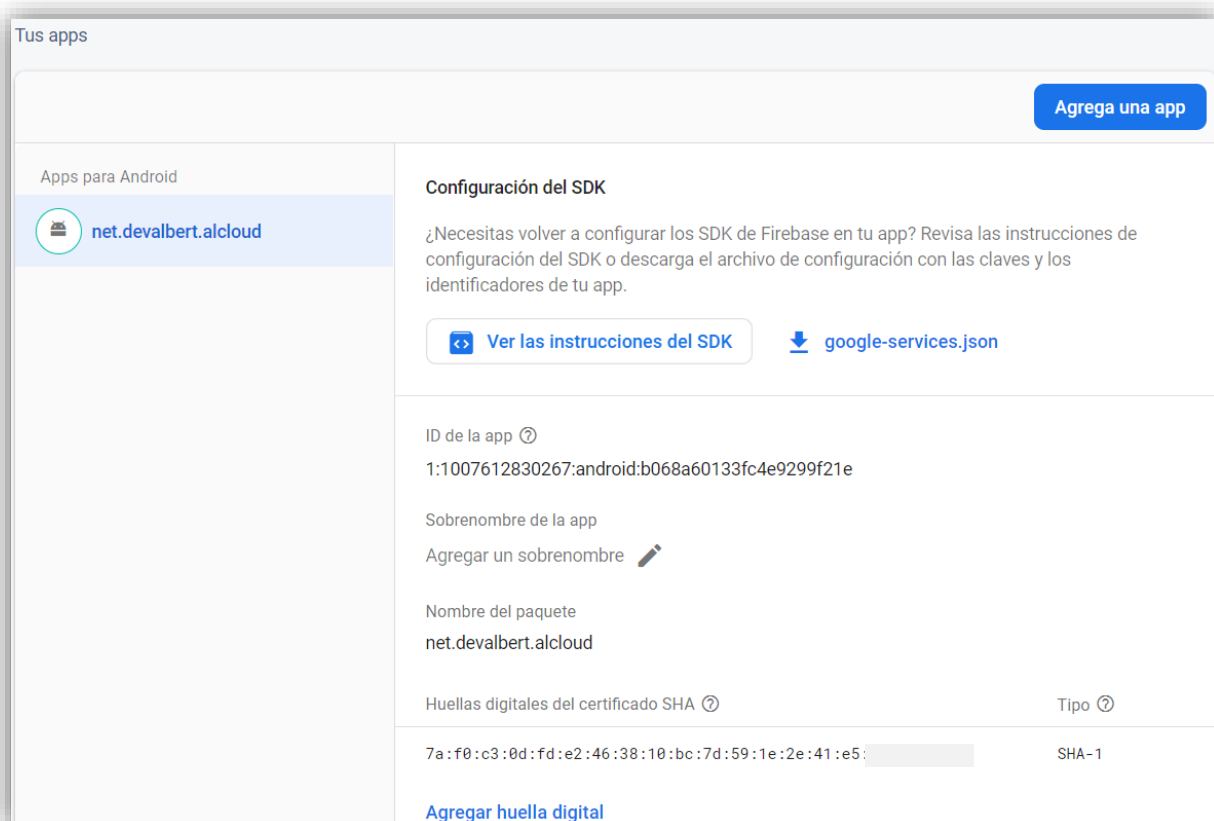 Tus apps
Agrega una app
Apps para Android
net.devalbert.alcloud
Configuración del SDK
¿Necesitas volver a configurar los SDK de Firebase en tu app? Revisa las instrucciones de
configuración del SDK o descarga el archivo de configuración con las claves y los
identificadores de tu app.
Ver las instrucciones del SDK
google-services.json
ID de la app
1:1007612830267:android:b068a60133fc4e9299f21e
Sobrenombre de la app
Agregar un sobrenombre
Nombre del paquete
net.devalbert.alcloud
Huellas digitales del certificado SHA
Tipo
7a:f0:c3:0d:fd:e2:46:38:10:bc:7d:59:1e:2e:41:e5:
SHA-1
Agregar huella digital